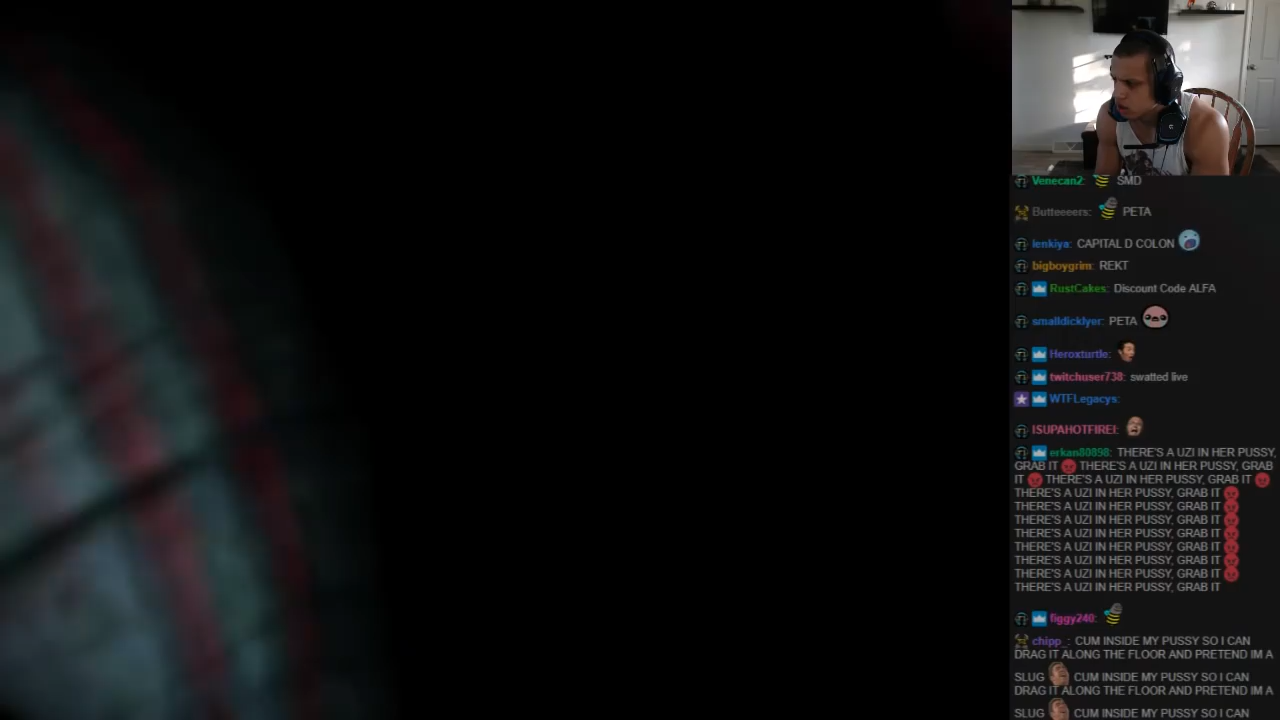 Venecan2: SMD
Butteeeers: PETA
lenkiya: CAPITAL D COLON
bigboygrim: REKT
RustCakes: Discount Code ALFA
smalldicklyer: PETA
Heroxturtle:
twitchuser738: swatted live
WTFLegacys:
ISUPAHOTFIREI:
erkan80898: THERE'S A UZI IN HER PUSSY,
GRAB IT THERE'S A UZI IN HER PUSSY, GRAB
IT THERE'S A UZI IN HER PUSSY, GRAB IT
THERE'S A UZI IN HER PUSSY, GRAB IT
THERE'S A UZI IN HER PUSSY, GRAB IT
THERE'S A UZI IN HER PUSSY, GRAB IT
THERE'S A UZI IN HER PUSSY, GRAB IT
THERE'S A UZI IN HER PUSSY, GRAB IT
THERE'S A UZI IN HER PUSSY, GRAB IT
THERE'S A UZI IN HER PUSSY, GRAB IT
THERE'S A UZI IN HER PUSSY, GRAB IT
figgy240:
chipp_: CUM INSIDE MY PUSSY SO I CAN
DRAG IT ALONG THE FLOOR AND PRETEND IM A
SLUG CUM INSIDE MY PUSSY SO I CAN
DRAG IT ALONG THE FLOOR AND PRETEND IM A
SLUG CUM INSIDE MY PUSSY SO I CAN